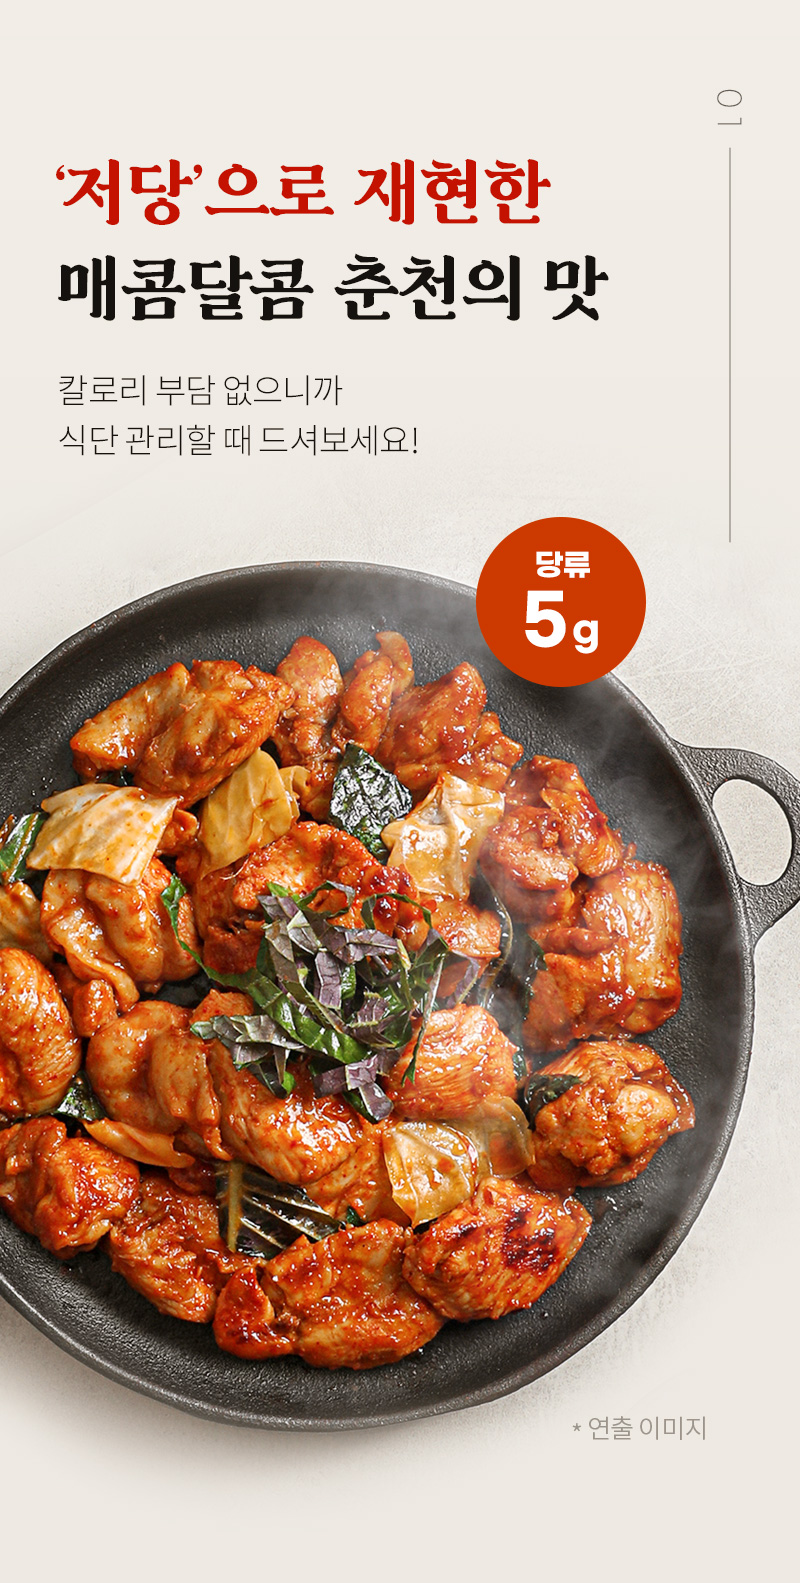 01
‘저당’으로 재현한
매콤달콤 춘천의 맛
칼로리 부담 없으니까
식단 관리할 때 드셔보세요!
당류
5g
* 연출 이미지